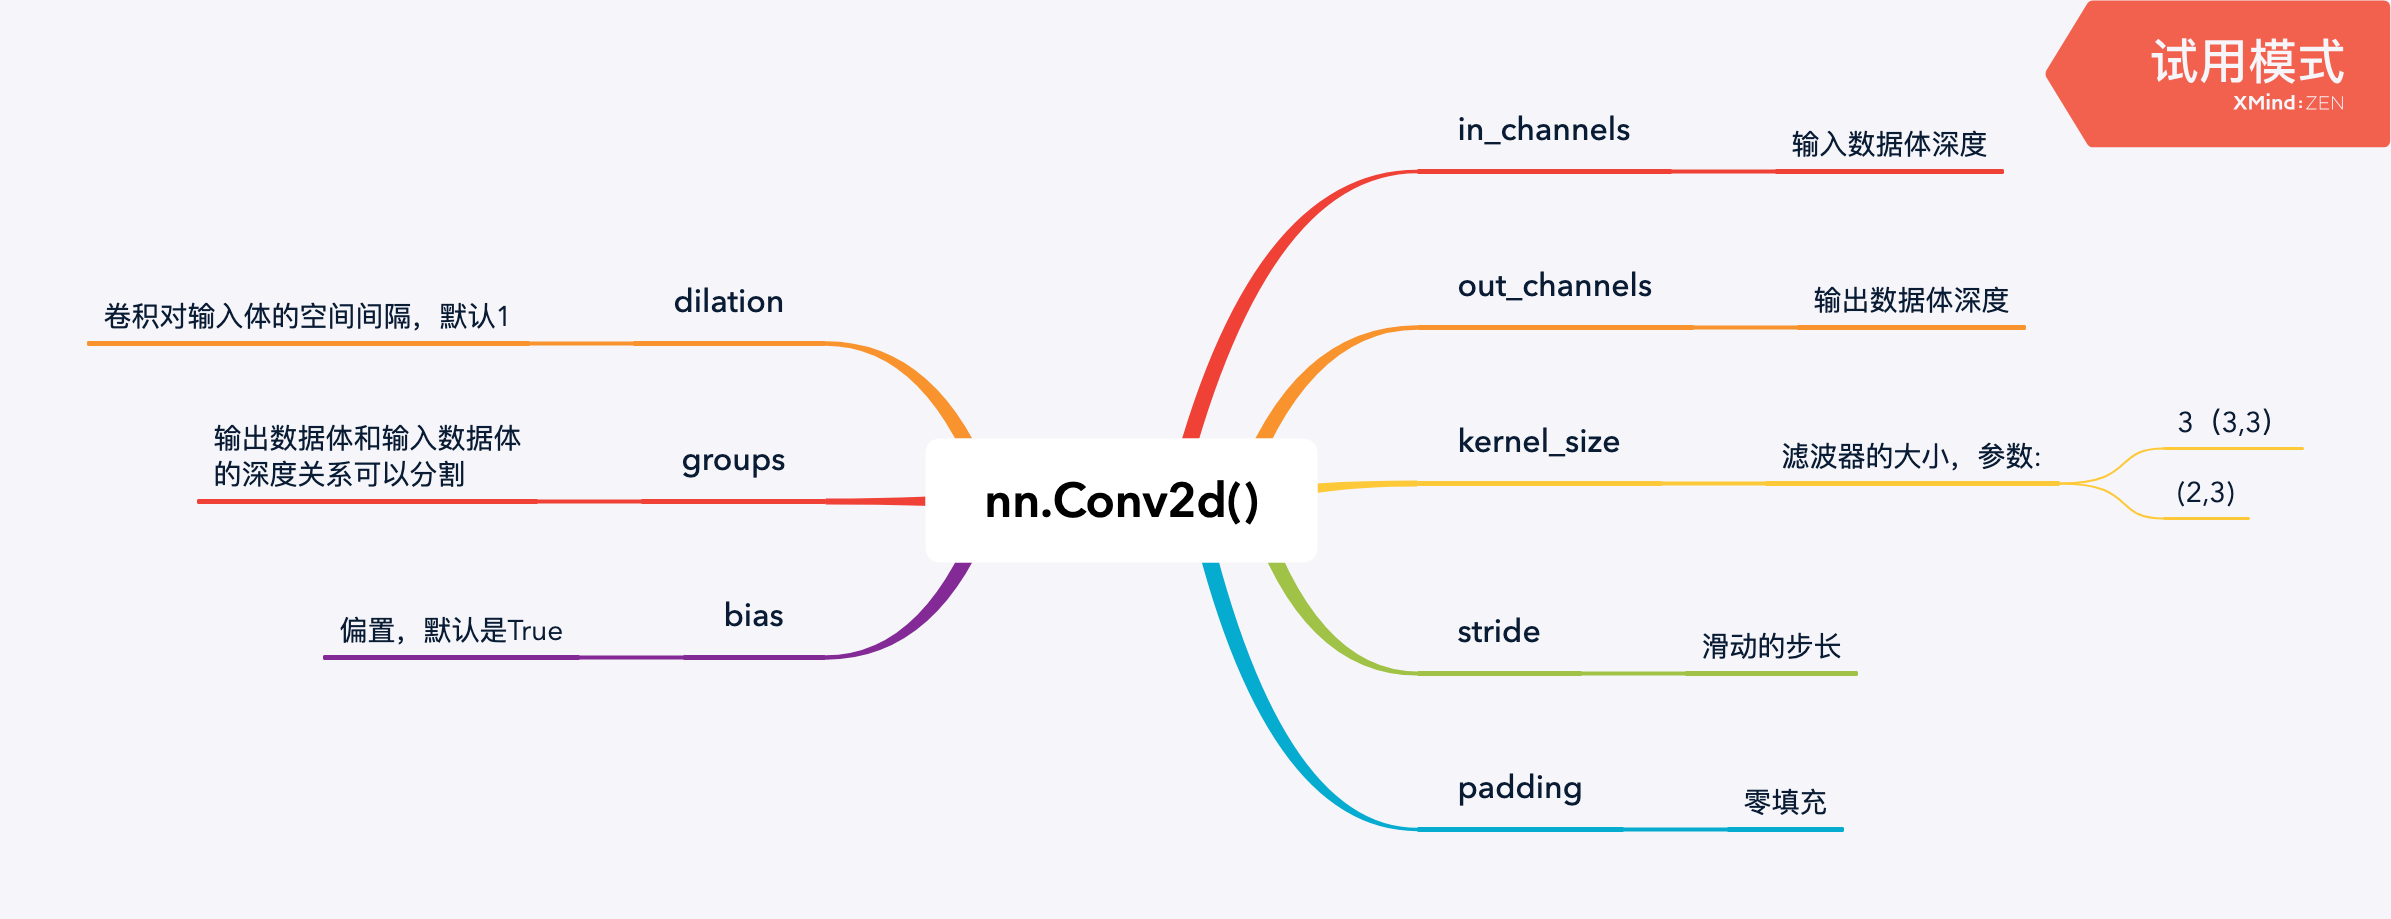 试用模式
XMind:ZEN
nn.Conv2d()
in_channels
输入数据体深度
out_channels
输出数据体深度
kernel_size
滤波器的大小，参数:
3（3,3）
(2,3)
stride
滑动的步长
padding
零填充
dilation
卷积对输入体的空间间隔，默认1
groups
输出数据体和输入数据体
的深度关系可以分割
bias
偏置，默认是True